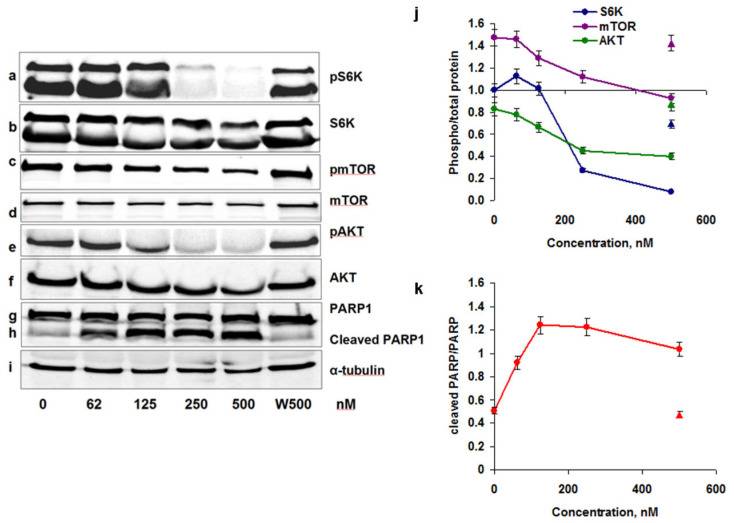 a
pS6K
b
S6K
c
pmTOR
d
mTOR
e
pAKT
f
AKT
g
PARP1
h
Cleaved PARP1
i
α-tubulin
0 62 125 250 500 W500 nM
j
S6K
mTOR
AKT
1.6
1.4
1.2
1.0
0.8
0.6
0.4
0.2
0.0
Phospho/total protein
0 200 400 600
Concentration, nM
k
1.6
1.4
1.2
1
0.8
0.6
0.4
0.2
0
cleaved PARP/PARP
0 200 400 600
Concentration, nM